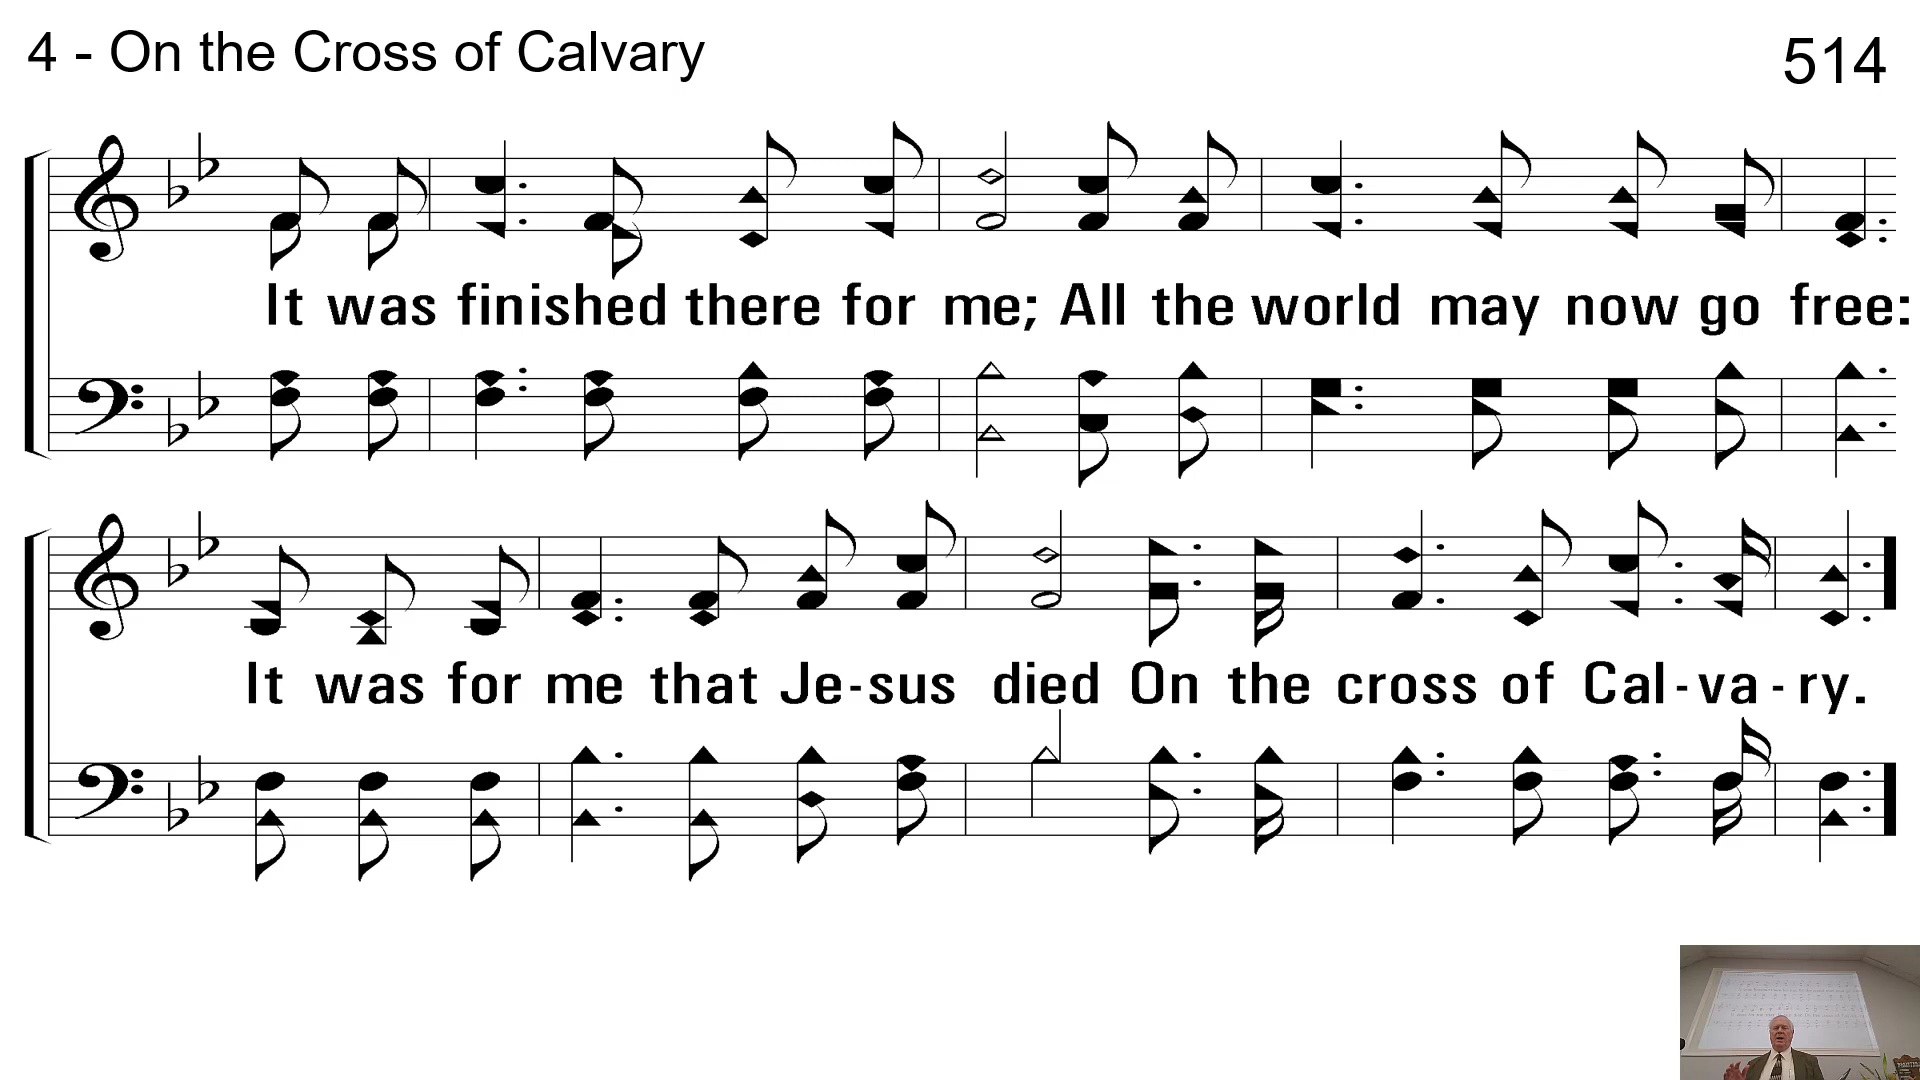 4 - On the Cross of Calvary
514
It was finished there for me; All the world may now go free:
It was for me that Je-sus died On the cross of Cal-va-ry.